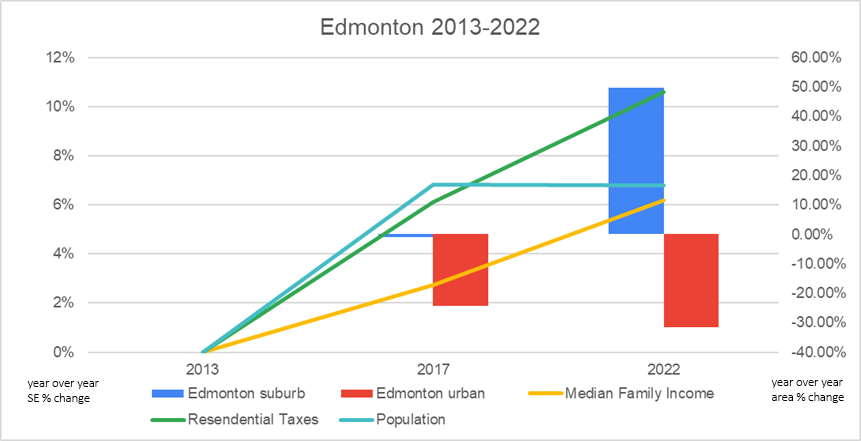 Edmonton 2013-2022
12%
10%
8%
6%
4%
2%
0%
60.00%
50.00%
40.00%
30.00%
20.00%
10.00%
0.00%
-10.00%
-20.00%
-30.00%
-40.00%
2013 2017 2022
year over year
SE % change
year over year
area % change
Edmonton suburb Edmonton urban Median Family Income
Resendential Taxes Population